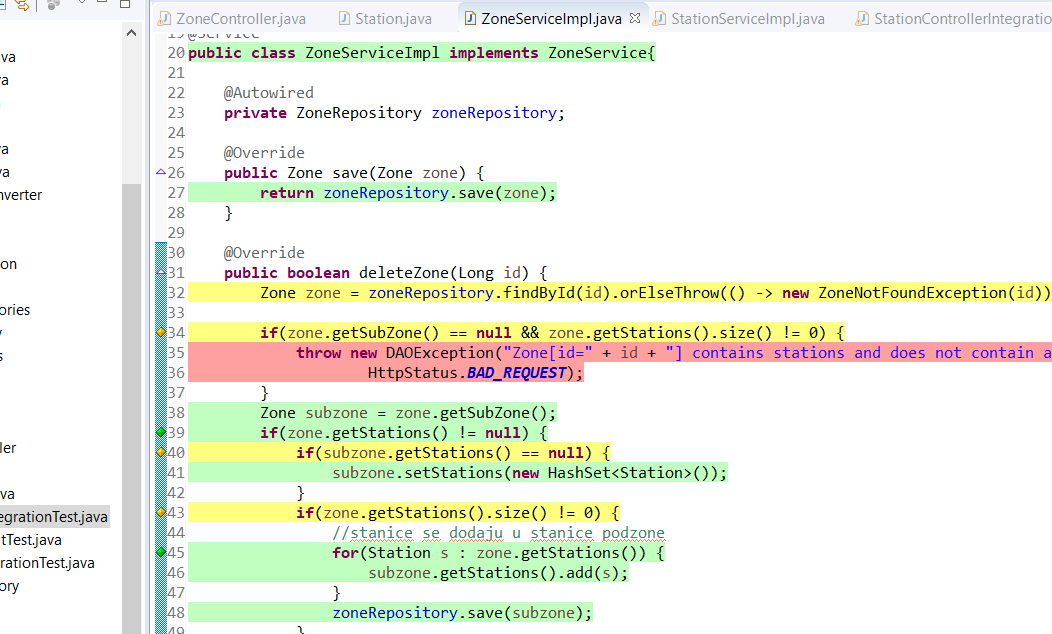 ZoneController.java Station.java ZoneServiceImpl.java StationServiceImpl.java StationControllerIntegratio
19 @Service
20 public class ZoneServiceImpl implements ZoneService{
21
22 @Autowired
23 private ZoneRepository zoneRepository;
24
25 @Override
26 public Zone save(Zone zone) {
27 return zoneRepository.save(zone);
28 }
29
30 @Override
31 public boolean deleteZone(Long id) {
32 Zone zone = zoneRepository.findById(id).orElseThrow(() -> new ZoneNotFoundException(id))
33
34 if(zone.getSubZone() == null && zone.getStations().size() != 0) {
35 throw new DAOException("Zone[id=" + id + "] contains stations and does not contain a
36 HttpStatus.BAD_REQUEST);
37 }
38 Zone subzone = zone.getSubZone();
39 if(zone.getStations() != null) {
40 if(subzone.getStations() == null) {
41 subzone.setStations(new HashSet<Station>());
42 }
43 if(zone.getStations().size() != 0) {
44 //stanice se dodaju u stanice podzone
45 for(Station s : zone.getStations()) {
46 subzone.getStations().add(s);
47 }
48 zoneRepository.save(subzone);
49 }
va
a
va
a
nverter
on
ories
y
s
ler
va
egrationTest.java
tTest.java
rationTest.java
ory